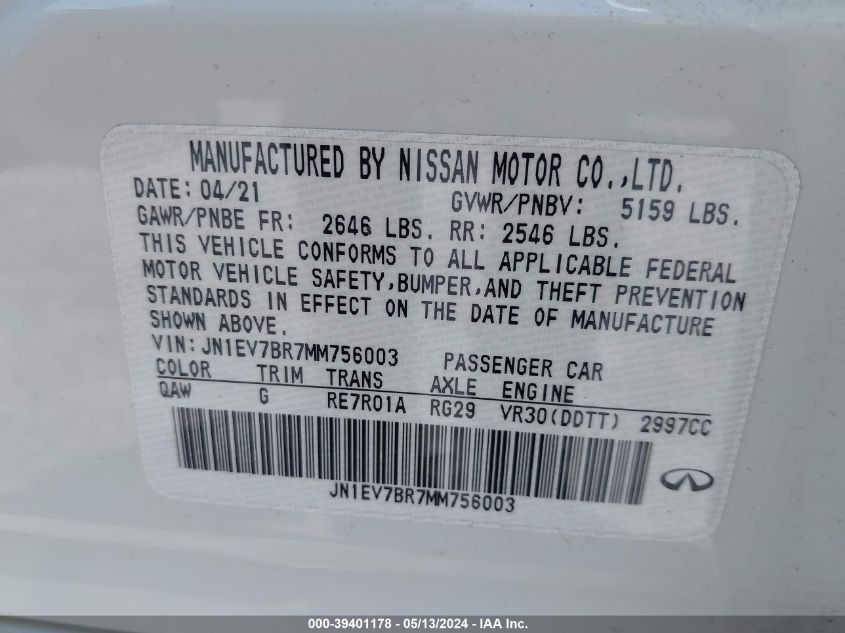 MANUFACTURED BY NISSAN MOTOR CO.,LTD.
DATE: 04/21 GVWR/PNBV: 5159 LBS.
GAWR/PNBE FR: 2646 LBS. RR: 2546 LBS.
THIS VEHICLE CONFORMS TO ALL APPLICABLE FEDERAL
MOTOR VEHICLE SAFETY,BUMPER,AND THEFT PREVENTION
STANDARDS IN EFFECT ON THE DATE OF MANUFACTURE
SHOWN ABOVE.
VIN:JN1EV7BR7MM756003 PASSENGER CAR
COLOR TRIM TRANS AXLE ENGINE
QAW G RE7R01A RG29 VR30(DDTT) 2997CC
JN1EV7BR7MM756003
000-39401178 - 05/13/2024 - IAA Inc.